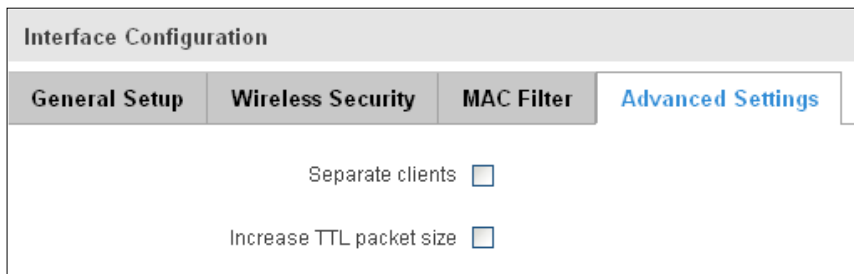 Interface Configuration
General Setup Wireless Security MAC Filter Advanced Settings
Separate clients
Increase TTL packet size